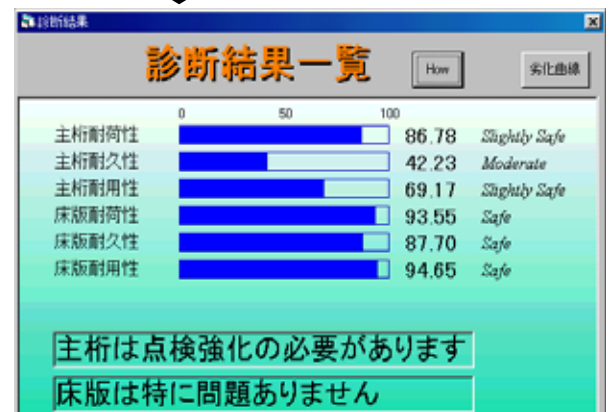 診断結果
診断結果一覧
How
劣化曲線
0 50 100
主桁耐荷性 86.78 Slightly Safe
主桁耐久性 42.23 Moderate
主桁耐用性 69.17 Slightly Safe
床版耐荷性 93.55 Safe
床版耐久性 87.70 Safe
床版耐用性 94.65 Safe
主桁は点検強化の必要があります
床版は特に問題ありません